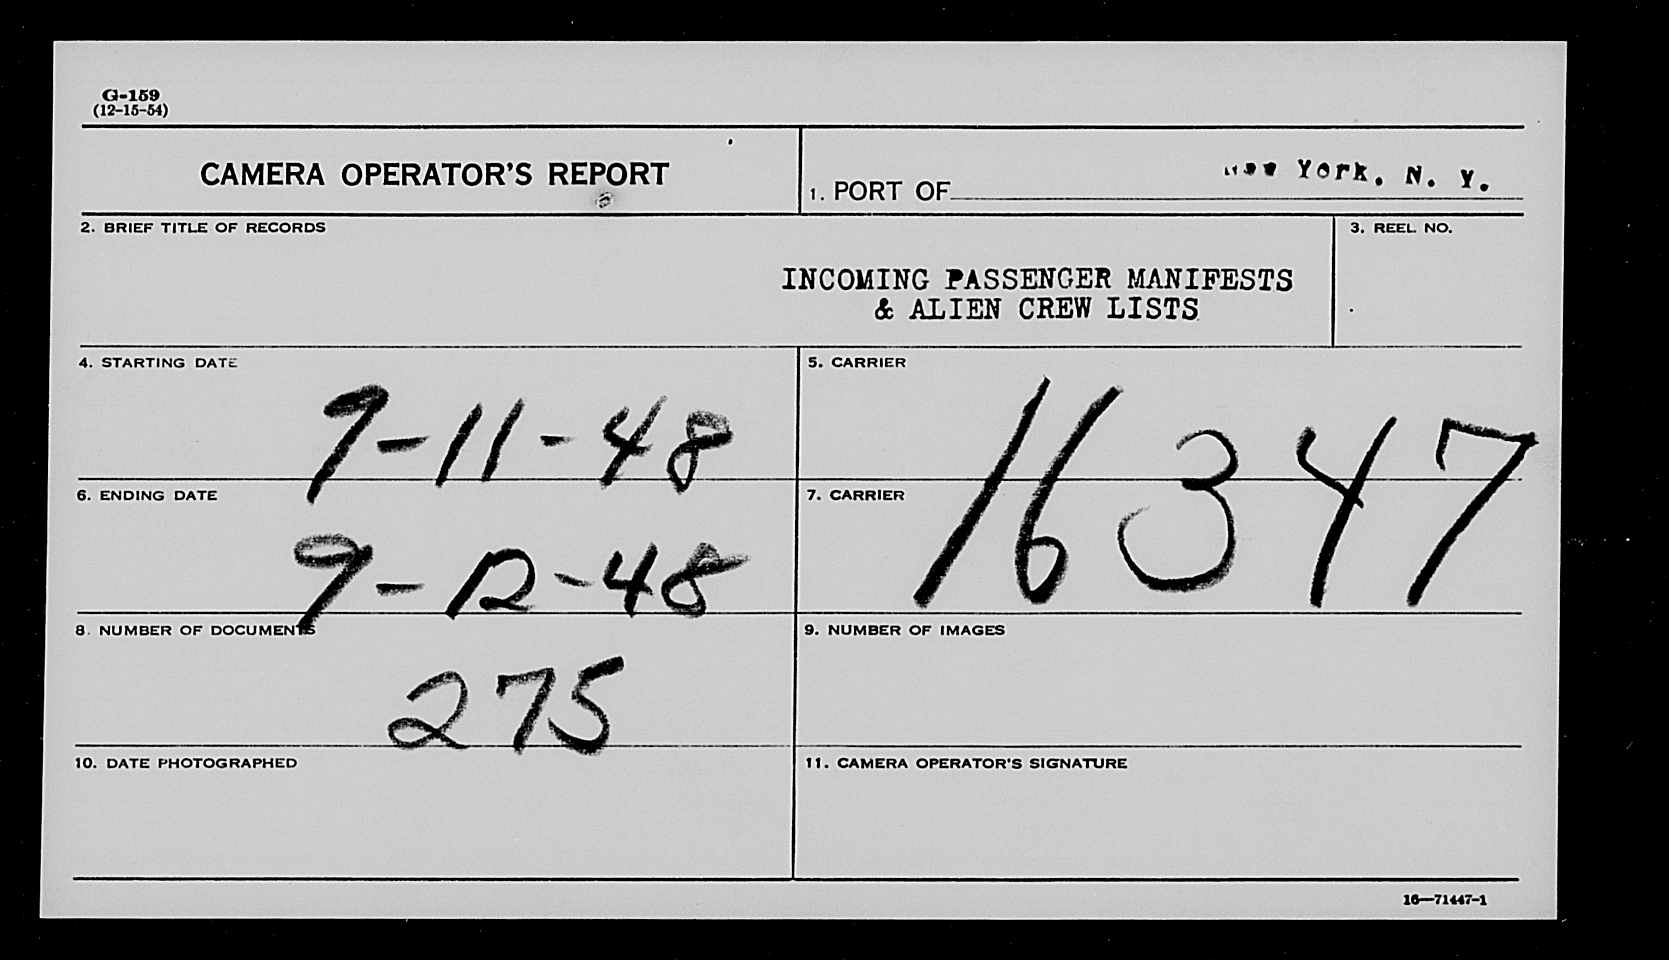 G-159
(12-15-54)
CAMERA OPERATOR'S REPORT
1. PORT OF New York, N. Y.
2. BRIEF TITLE OF RECORDS
3. REEL NO.
INCOMING PASSENGER MANIFESTS
& ALIEN CREW LISTS
4. STARTING DATE
9-11-48
5. CARRIER
16347
6. ENDING DATE
9-12-48
7. CARRIER
8. NUMBER OF DOCUMENTS
275
9. NUMBER OF IMAGES
10. DATE PHOTOGRAPHED
11. CAMERA OPERATOR'S SIGNATURE
16—71447-1